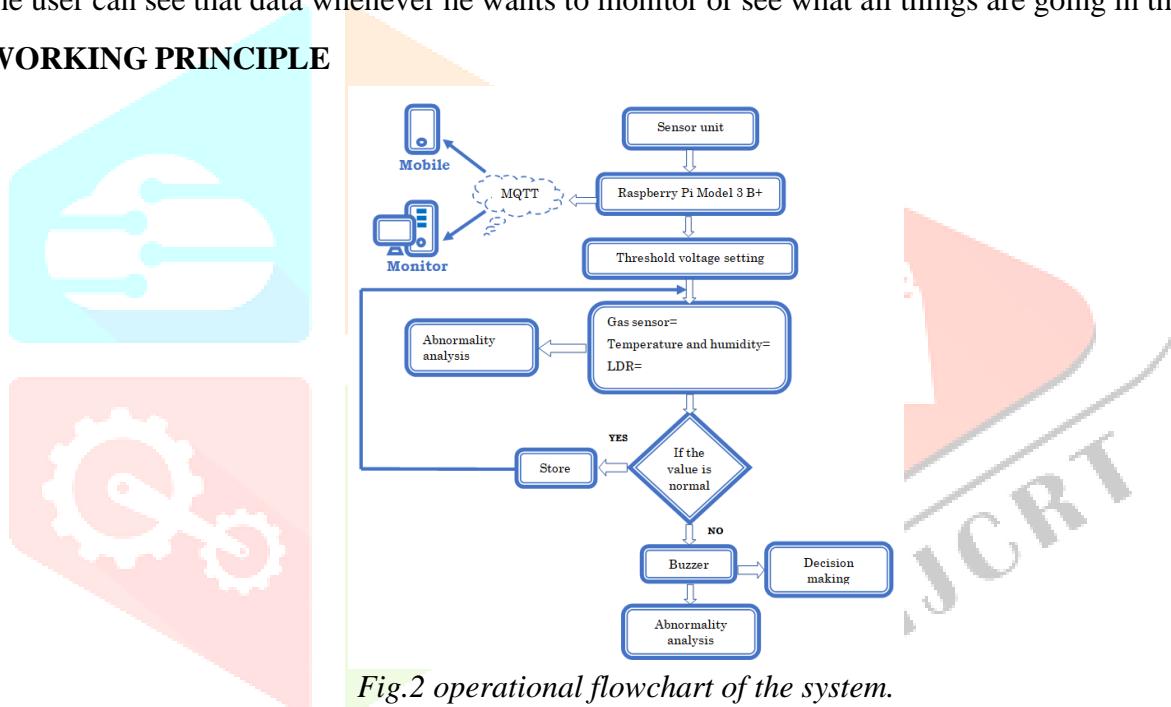 e user can see that data whenever he wants to monitor or see what all things are going in th
WORKING PRINCIPLE
Sensor unit
Mobile
MQTT
Raspberry Pi Model 3 B+
Monitor
Threshold voltage setting
Gas sensor=
Temperature and humidity=
LDR=
Abnormality
analysis
YES
If the
value is
normal
Store
NO
Buzzer
Decision
making
Abnormality
analysis
IJCRT
Fig.2 operational flowchart of the system.